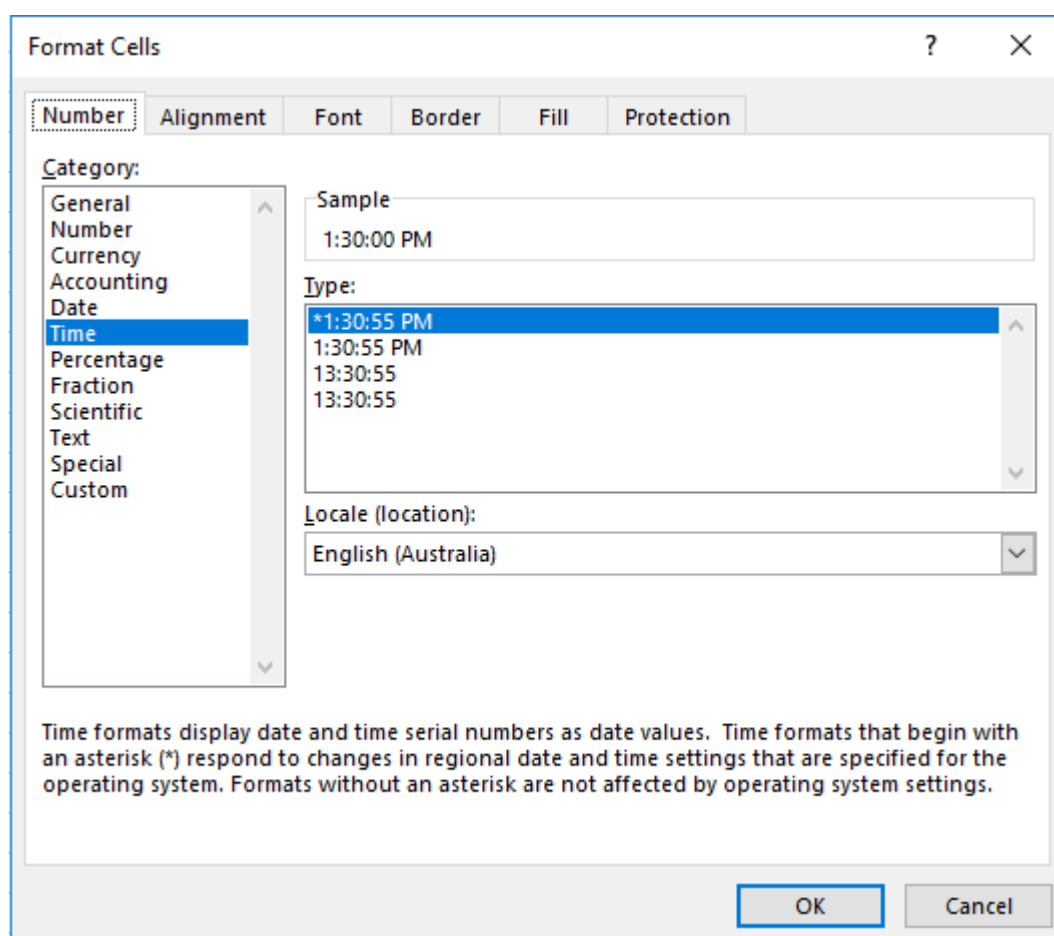 Format Cells
?
Number Alignment Font Border Fill Protection
Category:
General
Number
Currency
Accounting
Date
Time
Percentage
Fraction
Scientific
Text
Special
Custom
Sample
1:30:00 PM
Type:
*1:30:55 PM
1:30:55 PM
13:30:55
13:30:55
Locale (location):
English (Australia)
Time formats display date and time serial numbers as date values.  Time formats that begin with
an asterisk (*) respond to changes in regional date and time settings that are specified for the
operating system. Formats without an asterisk are not affected by operating system settings.
OK Cancel